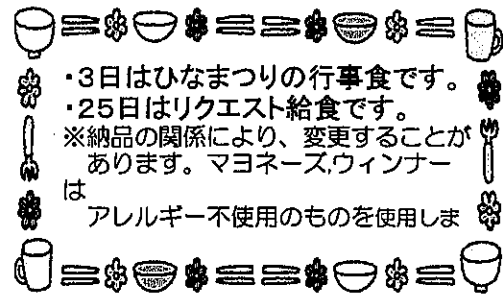 ・3日はひなまつりの行事食です。
・25日はリクエスト給食です。
※納品の関係により、変更することが
あります。マヨネーズ,ウィンナー
は
アレルギー不使用のものを使用しま